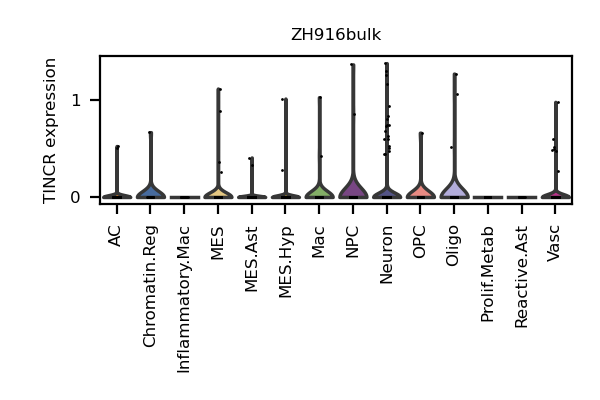 ZH916bulk
TINCR expression
1
0
AC
Chromatin.Reg
Inflammatory.Mac
MES
MES.Ast
MES.Hyp
Mac
NPC
Neuron
OPC
Oligo
Prolif.Metab
Reactive.Ast
Vasc